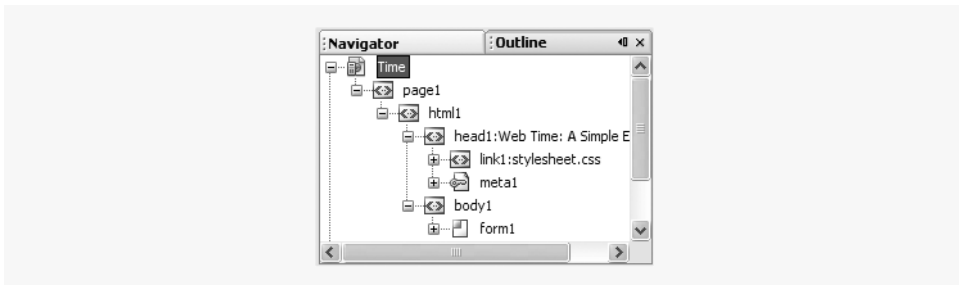 Navigator Outline
Time
page1
html1
head1:Web Time: A Simple E
link1:stylesheet.css
meta1
body1
form1